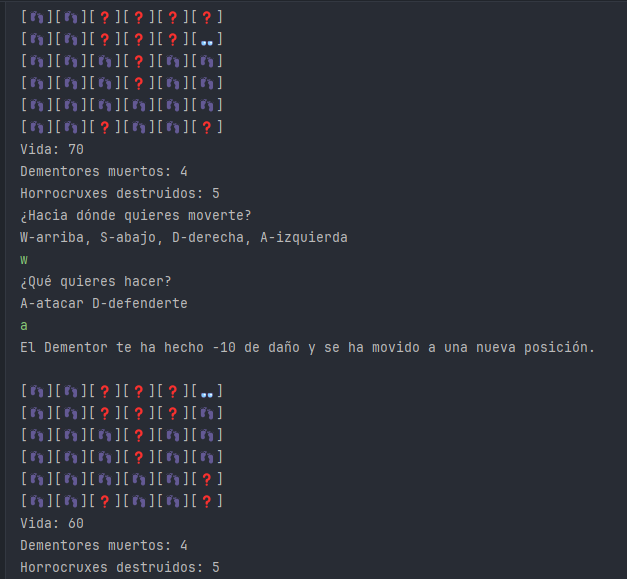 [👣][👣][❓][❓][❓][❓]
[👣][👣][❓][❓][❓][👓]
[👣][👣][👣][❓][👣][👣]
[👣][👣][👣][❓][👣][👣]
[👣][👣][👣][👣][👣][👣]
[👣][👣][❓][👣][👣][❓]
Vida: 70
Dementores muertos: 4
Horrocruxes destruidos: 5
¿Hacia dónde quieres moverte?
W-arriba, S-abajo, D-derecha, A-izquierda
w
¿Qué quieres hacer?
A-atacar D-defenderte
a
El Dementor te ha hecho -10 de daño y se ha movido a una nueva posición.
[👣][👣][❓][❓][❓][👓]
[👣][👣][❓][❓][❓][👣]
[👣][👣][👣][❓][👣][👣]
[👣][👣][👣][❓][👣][👣]
[👣][👣][👣][👣][👣][❓]
[👣][👣][❓][👣][👣][❓]
Vida: 60
Dementores muertos: 4
Horrocruxes destruidos: 5